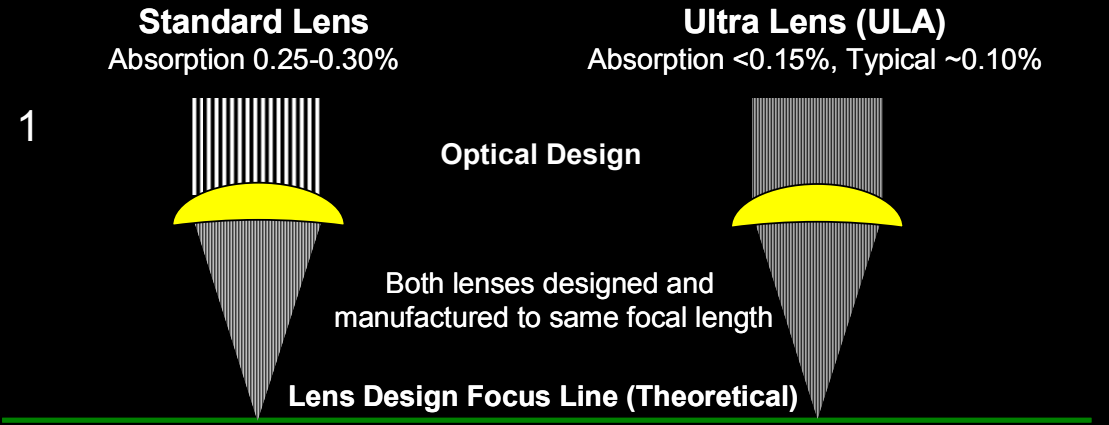 Standard Lens
Absorption 0.25-0.30%
Ultra Lens (ULA)
Absorption <0.15%, Typical ~0.10%
1
Optical Design
Both lenses designed and
manufactured to same focal length
Lens Design Focus Line (Theoretical)